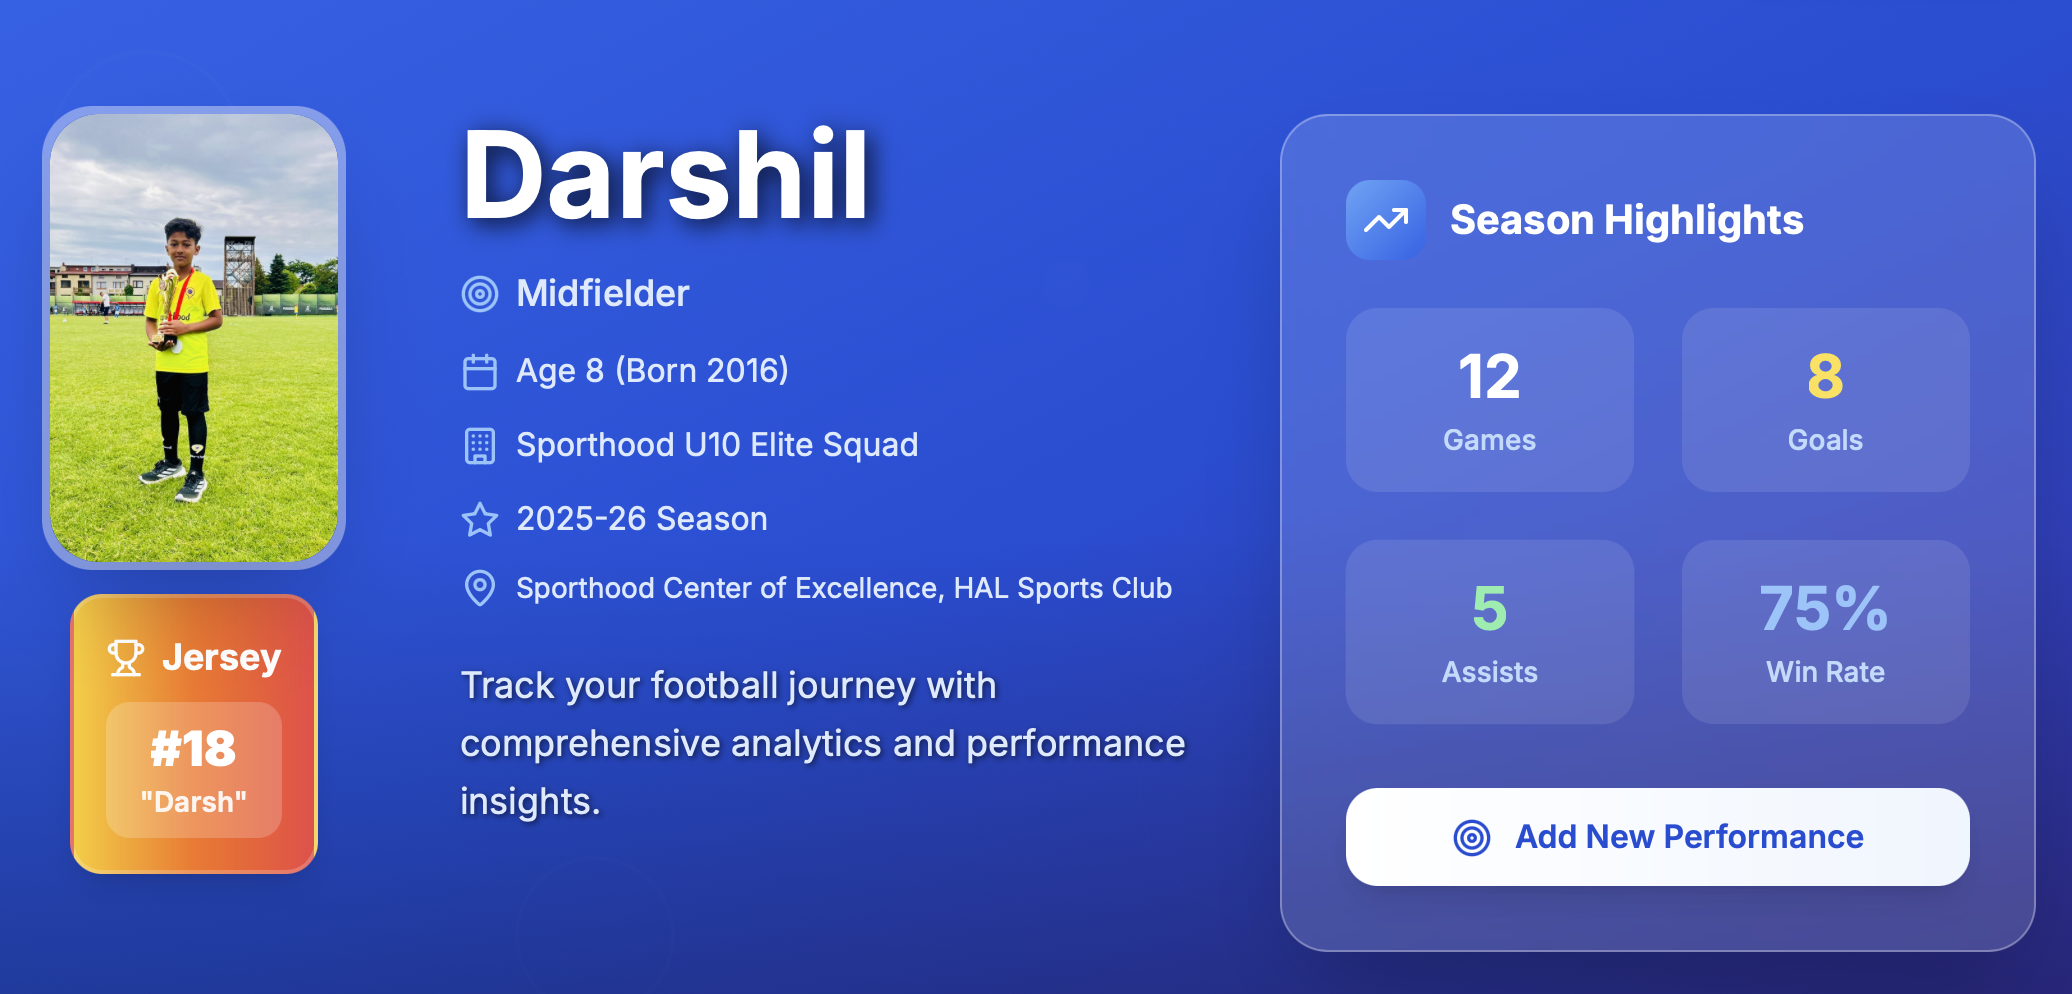 Darshil
Midfielder
Age 8 (Born 2016)
Sporthood U10 Elite Squad
2025-26 Season
Sporthood Center of Excellence, HAL Sports Club
Track your football journey with
comprehensive analytics and performance
insights.
Jersey
#18
"Darsh"
Season Highlights
12
Games
8
Goals
5
Assists
75%
Win Rate
Add New Performance